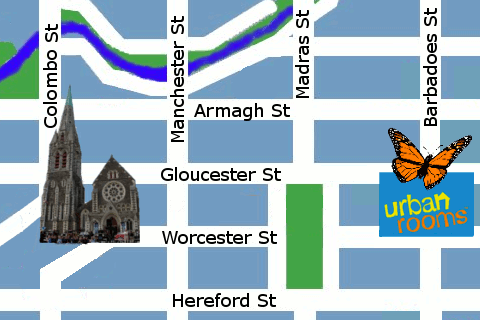 Colombo St
Manchester St
Madras St
Barbadoes St
Armagh St
Gloucester St
urban
rooms
Worcester St
Hereford St